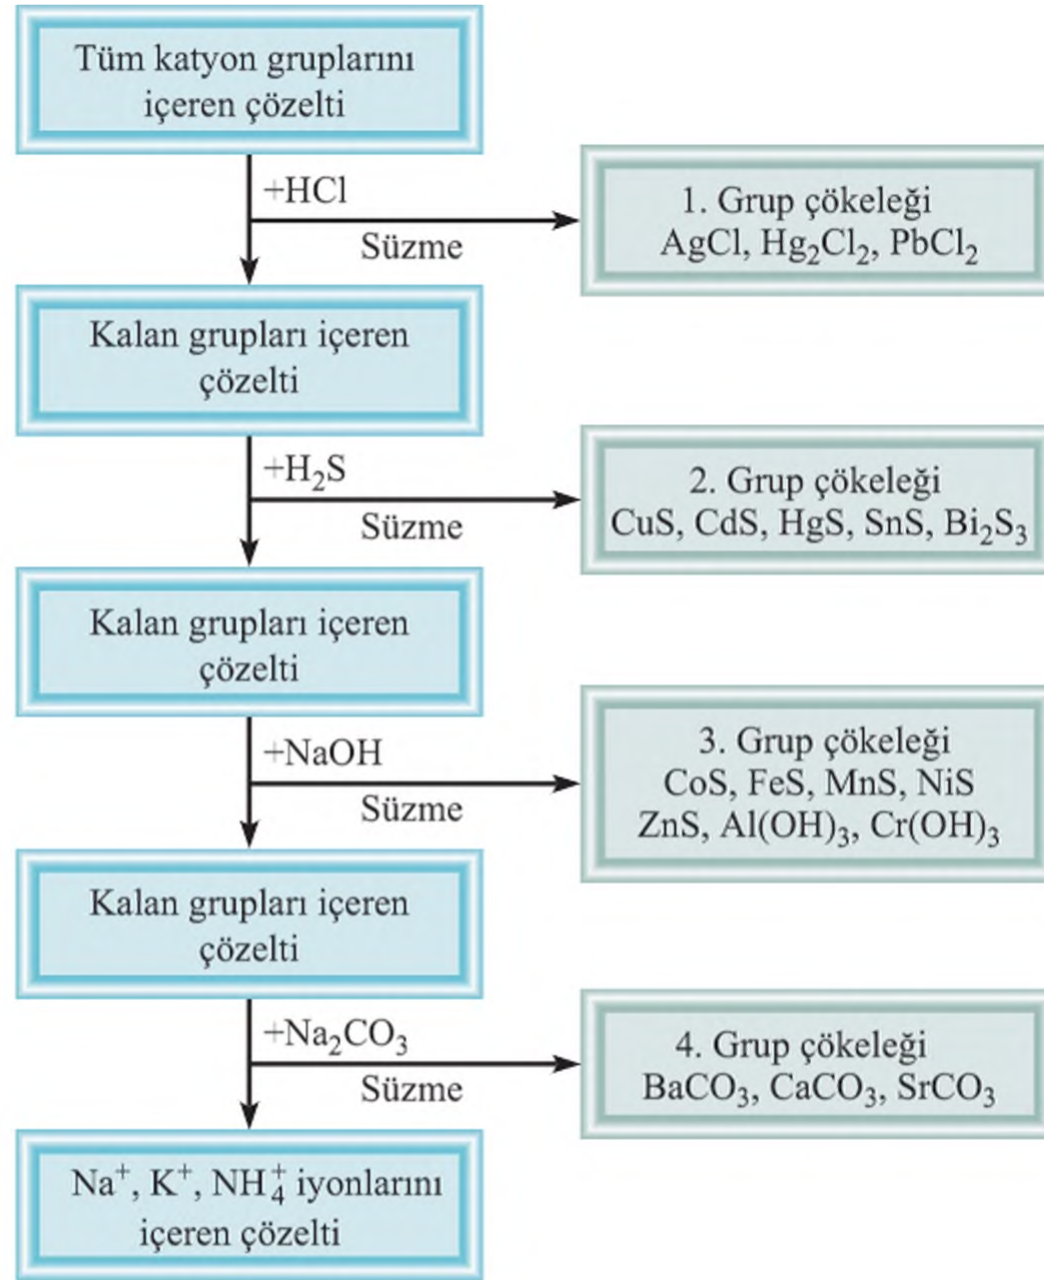 Tüm katyon gruplarını
içeren çözelti
+HCl
Süzme
1. Grup çökeleği
AgCl, Hg₂Cl₂, PbCl₂
Kalan grupları içeren
çözelti
+H₂S
Süzme
2. Grup çökeleği
CuS, CdS, HgS, SnS, Bi₂S₃
Kalan grupları içeren
çözelti
+NaOH
Süzme
3. Grup çökeleği
CoS, FeS, MnS, NiS
ZnS, Al(OH)₃, Cr(OH)₃
Kalan grupları içeren
çözelti
+Na₂CO₃
Süzme
4. Grup çökeleği
BaCO₃, CaCO₃, SrCO₃
Na⁺, K⁺, NH₄⁺ iyonlarını
içeren çözelti